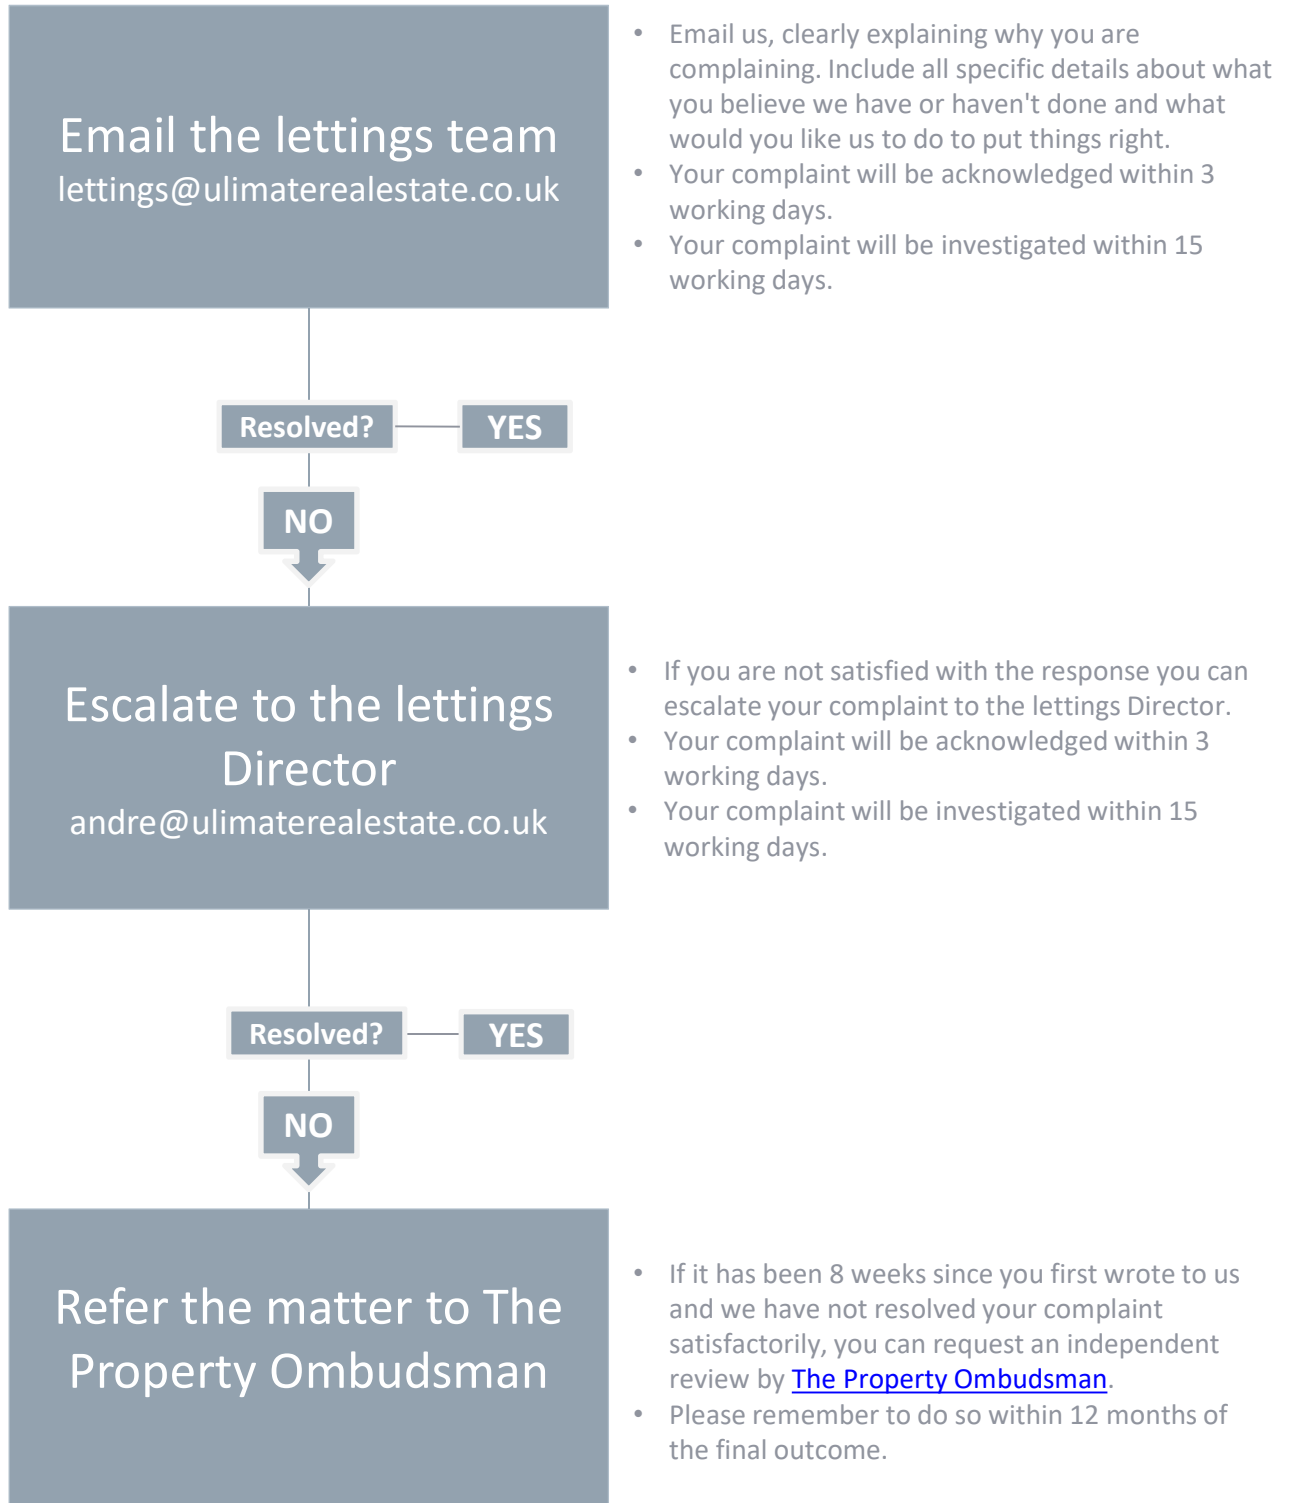 Email the lettings team
lettings@ulimaterealestate.co.uk
• Email us, clearly explaining why you are
complaining. Include all specific details about what
you believe we have or haven't done and what
would you like us to do to put things right.
• Your complaint will be acknowledged within 3
working days.
• Your complaint will be investigated within 15
working days.
Resolved?
YES
NO
Escalate to the lettings
Director
andre@ulimaterealestate.co.uk
• If you are not satisfied with the response you can
escalate your complaint to the lettings Director.
• Your complaint will be acknowledged within 3
working days.
• Your complaint will be investigated within 15
working days.
Resolved?
YES
NO
Refer the matter to The
Property Ombudsman
• If it has been 8 weeks since you first wrote to us
and we have not resolved your complaint
satisfactorily, you can request an independent
review by The Property Ombudsman.
• Please remember to do so within 12 months of
the final outcome.